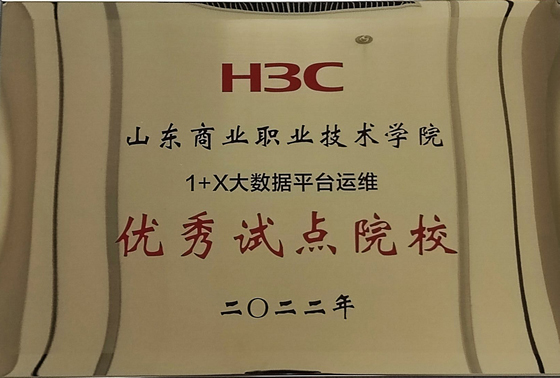 H3C
山东商业职业技术学院
1+X大数据平台运维
优秀试点院校
二〇二二年